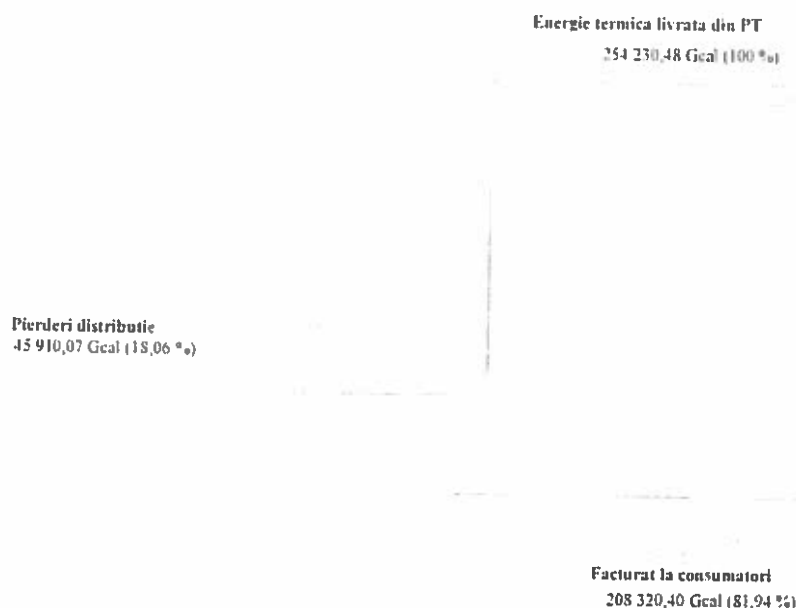 Energie termica livrata din PT
254 230,48 Gcal (100 %)
Pierderi distributie
45 910,07 Gcal (18,06 %)
Facturat la consumatori
208 320,40 Gcal (81,94 %)